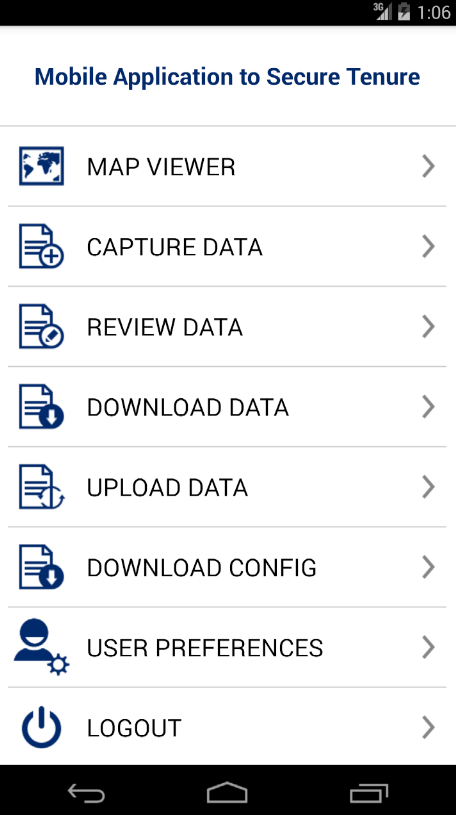 3G 1:06
Mobile Application to Secure Tenure
MAP VIEWER
CAPTURE DATA
REVIEW DATA
DOWNLOAD DATA
UPLOAD DATA
DOWNLOAD CONFIG
USER PREFERENCES
LOGOUT